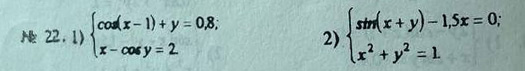 № 22. 1) { cos(x − 1) + y = 0,8;
x − cos y = 2
2) { sin(x + y) − 1,5x = 0;
x² + y² = 1.